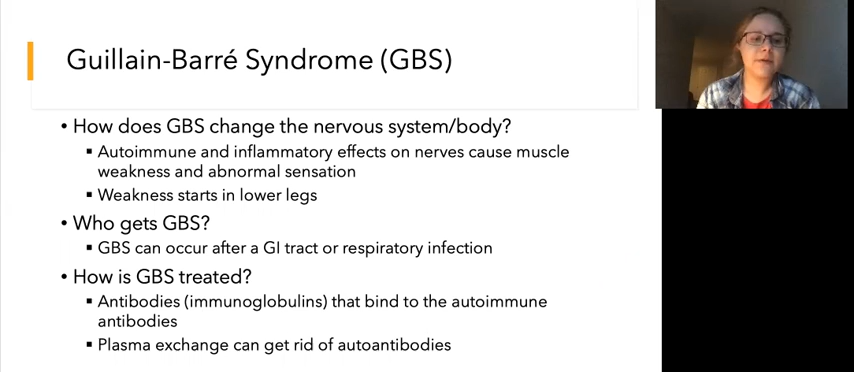 Guillain-Barré Syndrome (GBS)
• How does GBS change the nervous system/body?
▪ Autoimmune and inflammatory effects on nerves cause muscle
weakness and abnormal sensation
▪ Weakness starts in lower legs
• Who gets GBS?
▪ GBS can occur after a GI tract or respiratory infection
• How is GBS treated?
▪ Antibodies (immunoglobulins) that bind to the autoimmune
antibodies
▪ Plasma exchange can get rid of autoantibodies